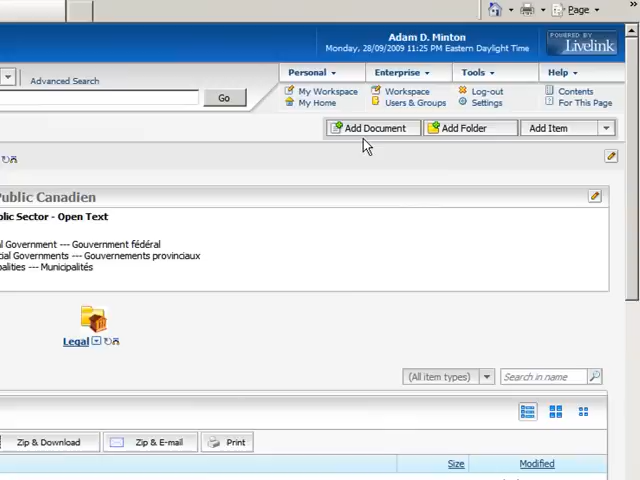 Page
Adam D. Minton
Monday, 28/09/2009 11:25 PM Eastern Daylight Time
POWERED BY
Livelink
Advanced Search
Go
Personal Enterprise Tools Help
My Workspace Workspace Log-out Contents
My Home Users & Groups Settings For This Page
Add Document Add Folder Add Item
Public Canadien
blic Sector - Open Text
al Government --- Gouvernment fédéral
cial Governments --- Gouvernements provinciaux
palities --- Municipalités
Legal
(All item types) Search in name
Zip & Download Zip & E-mail Print
Size Modified